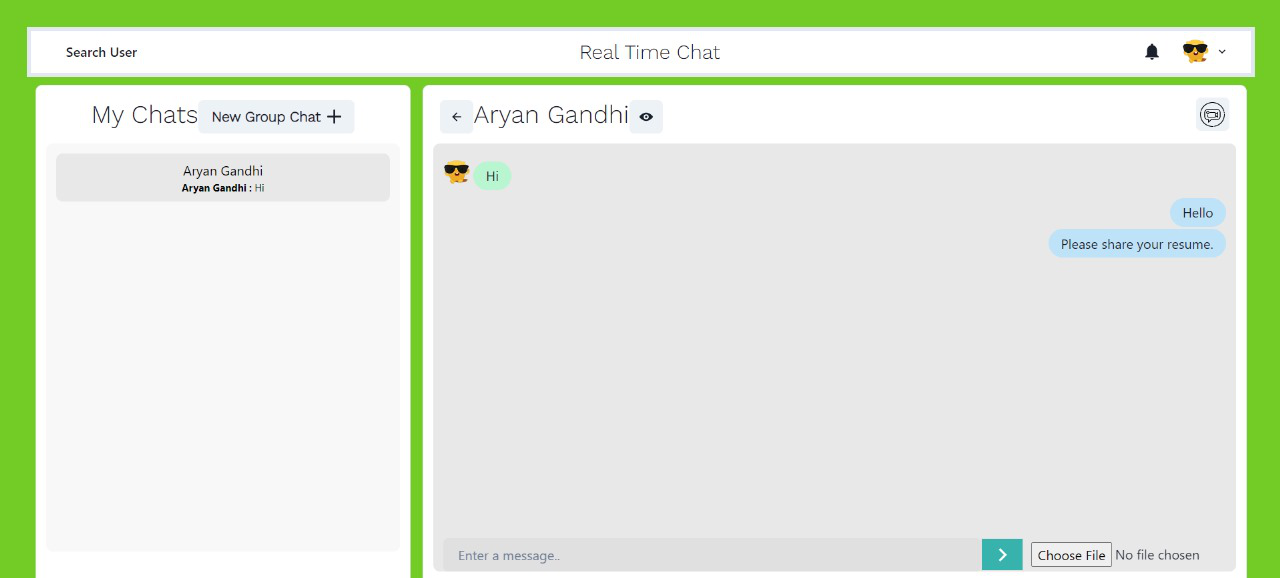 Search User
Real Time Chat
My Chats
New Group Chat +
Aryan Gandhi
Aryan Gandhi : Hi
Aryan Gandhi
Hi
Hello
Please share your resume.
Enter a message..
Choose File No file chosen